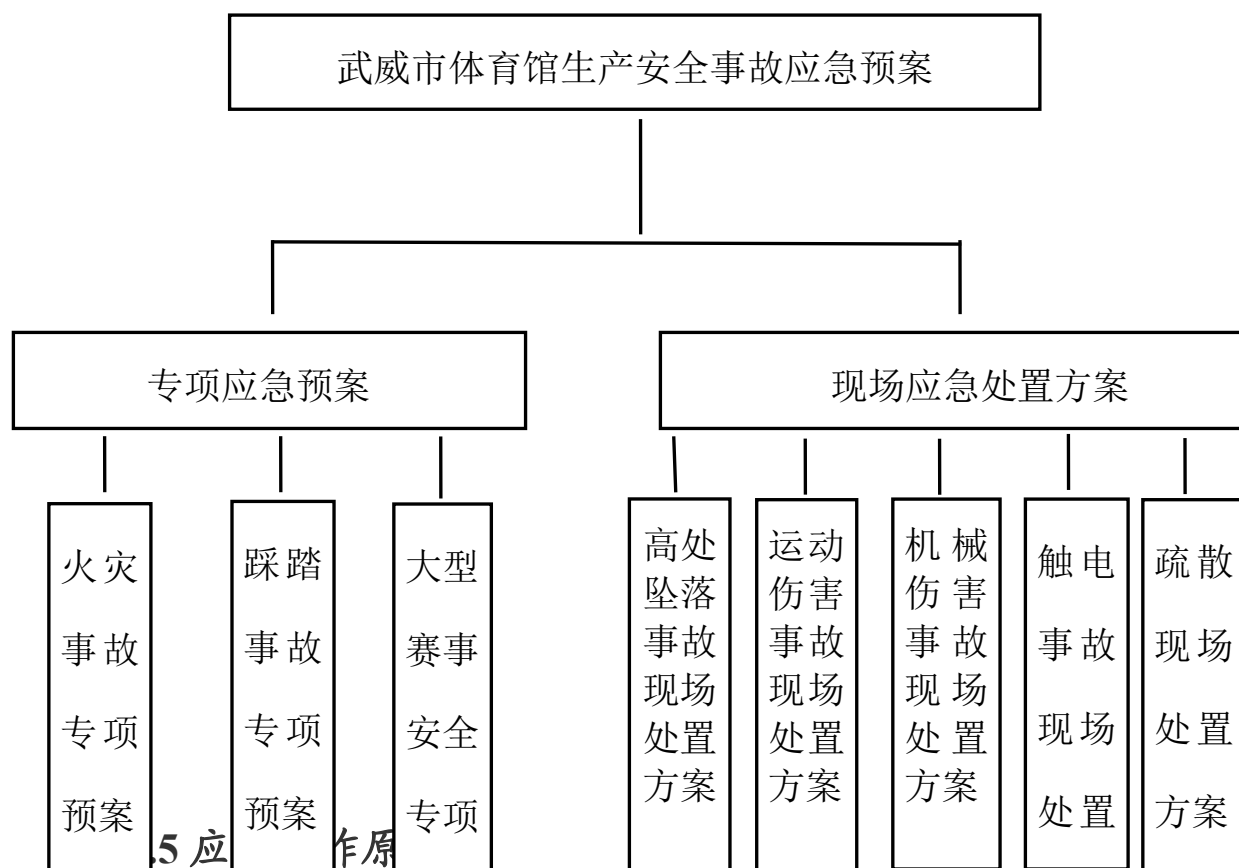 武威市体育馆生产安全事故应急预案
专项应急预案
现场应急处置方案
火灾
事故
专项
预案
踩踏
事故
专项
预案
大型
赛事
安全
专项
高处
坠落
事故
现场
处置
方案
运动
伤害
事故
现场
处置
方案
机械
伤害
事故
现场
处置
方案
触电
事故
现场
处置
疏散
现场
处置
方案
.5 应 作原